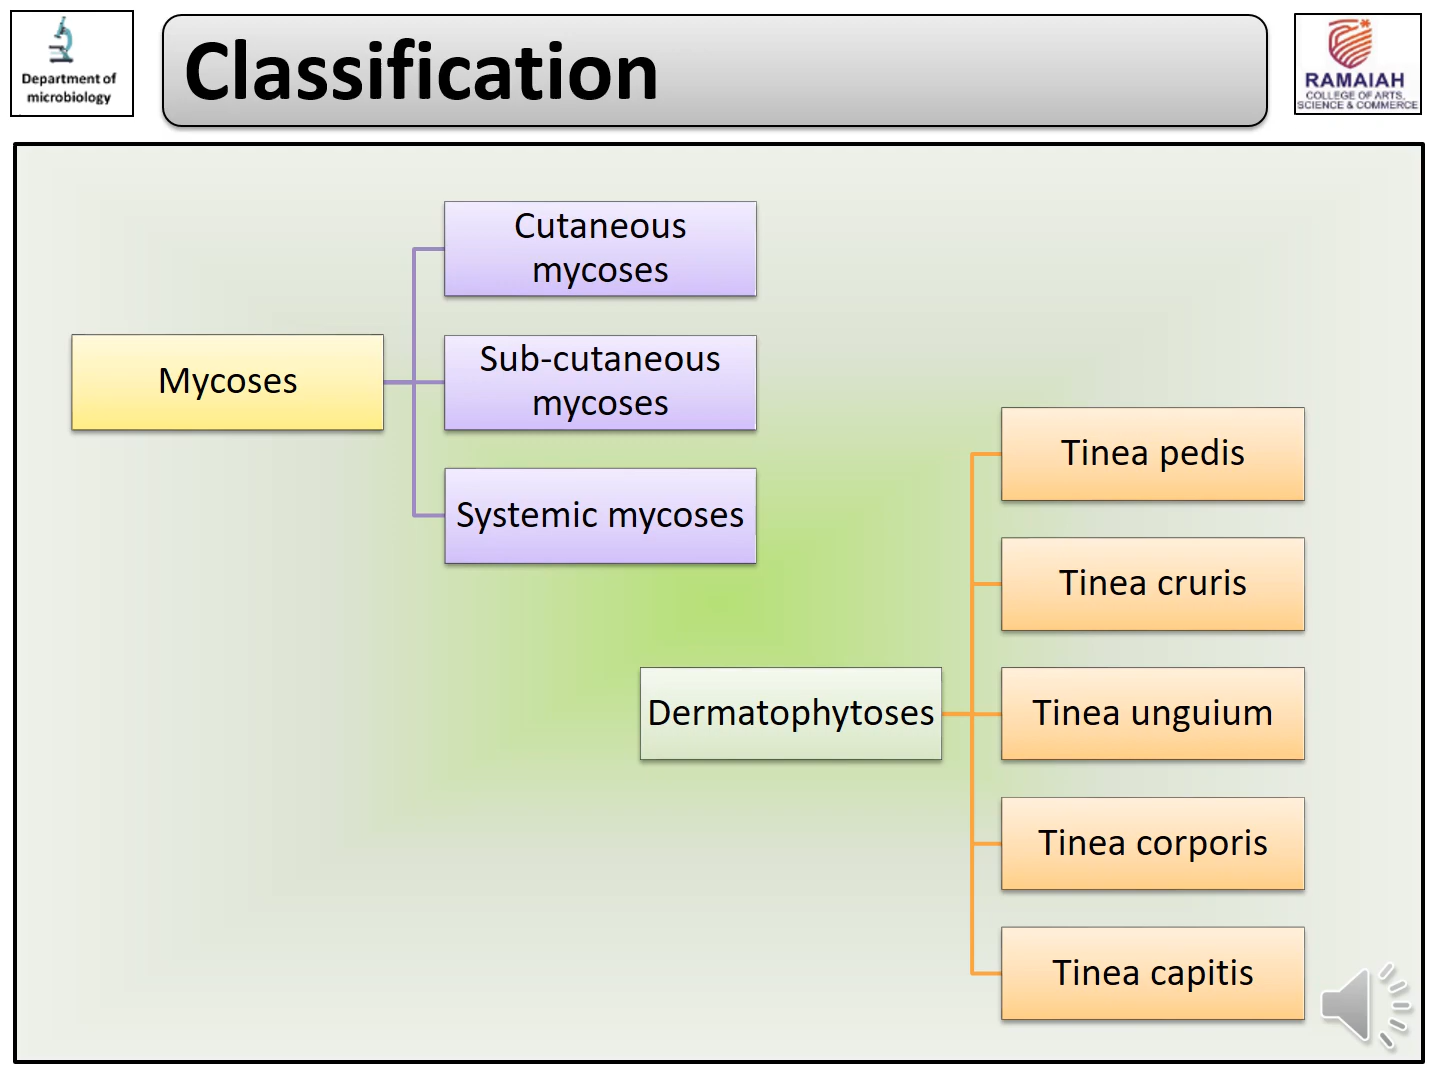 Department of
microbiology
Classification
RAMAIAH
COLLEGE OF ARTS,
SCIENCE & COMMERCE
Cutaneous
mycoses
Mycoses
Sub-cutaneous
mycoses
Systemic mycoses
Tinea pedis
Tinea cruris
Dermatophytoses
Tinea unguium
Tinea corporis
Tinea capitis